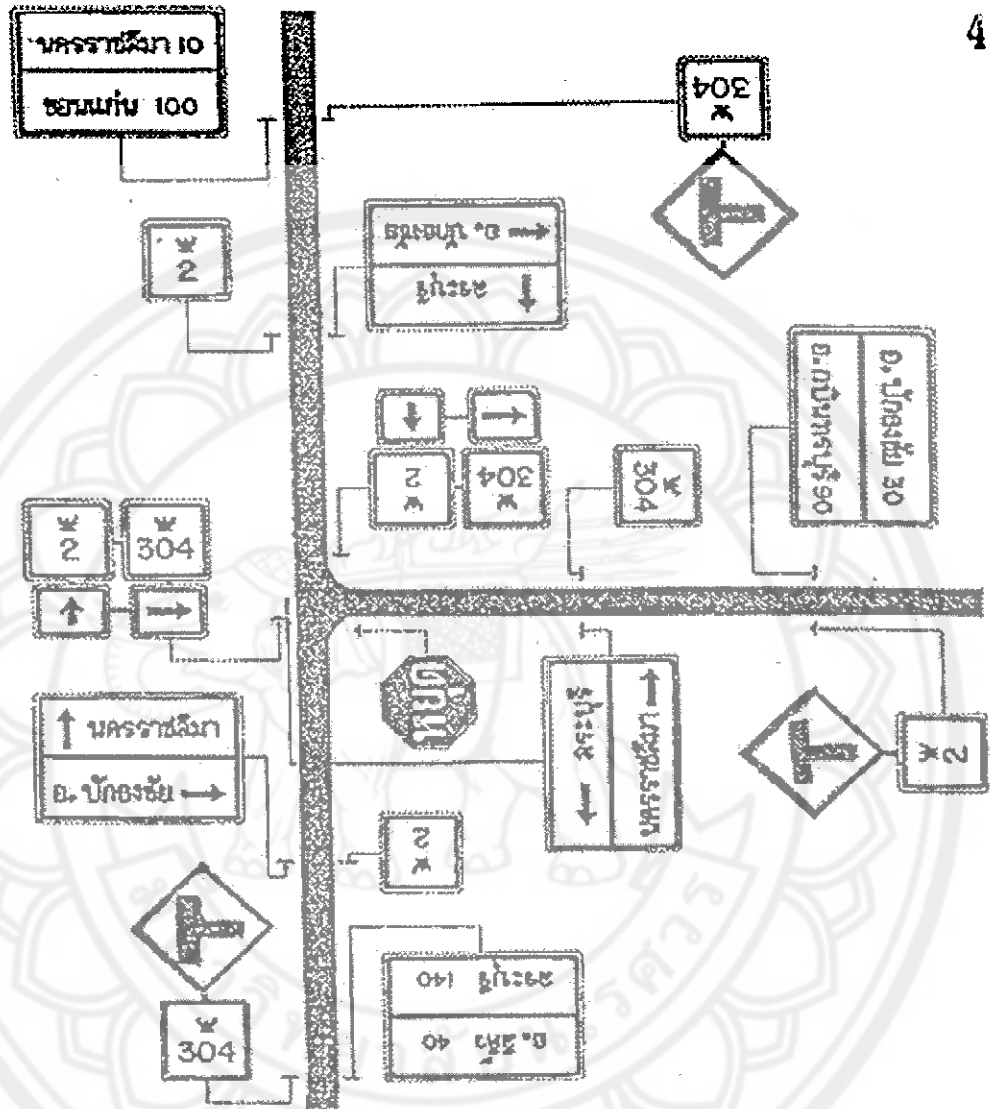 4
นครราชสีมา 10
ขอนแก่น 100
304
2
← อ. ปักธงชัย
สระบุรี ↓
อ. ปักธงชัย 30
อ. กบินทร์บุรี 90
2 304
304
2 304
↑ →
หยุด
↑ นครราชสีมา
อ. ปักธงชัย →
นครราชสีมา →
← สระบุรี
2
2
304
สระบุรี 140
อ. สีคิ้ว 40